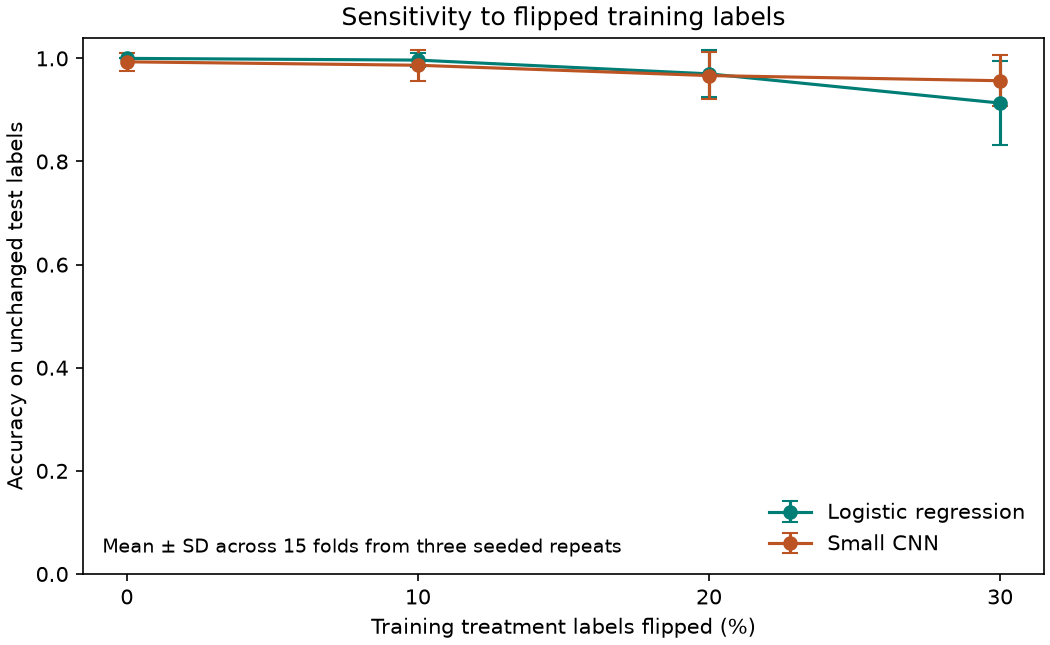 Sensitivity to flipped training labels
Accuracy on unchanged test labels
1.0
0.8
0.6
0.4
0.2
0.0
Logistic regression
Small CNN
Mean ± SD across 15 folds from three seeded repeats
0 10 20 30
Training treatment labels flipped (%)